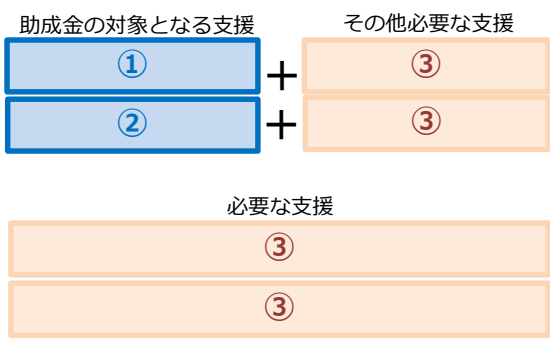 助成金の対象となる支援 その他必要な支援
① + ③
② + ③
必要な支援
③
③